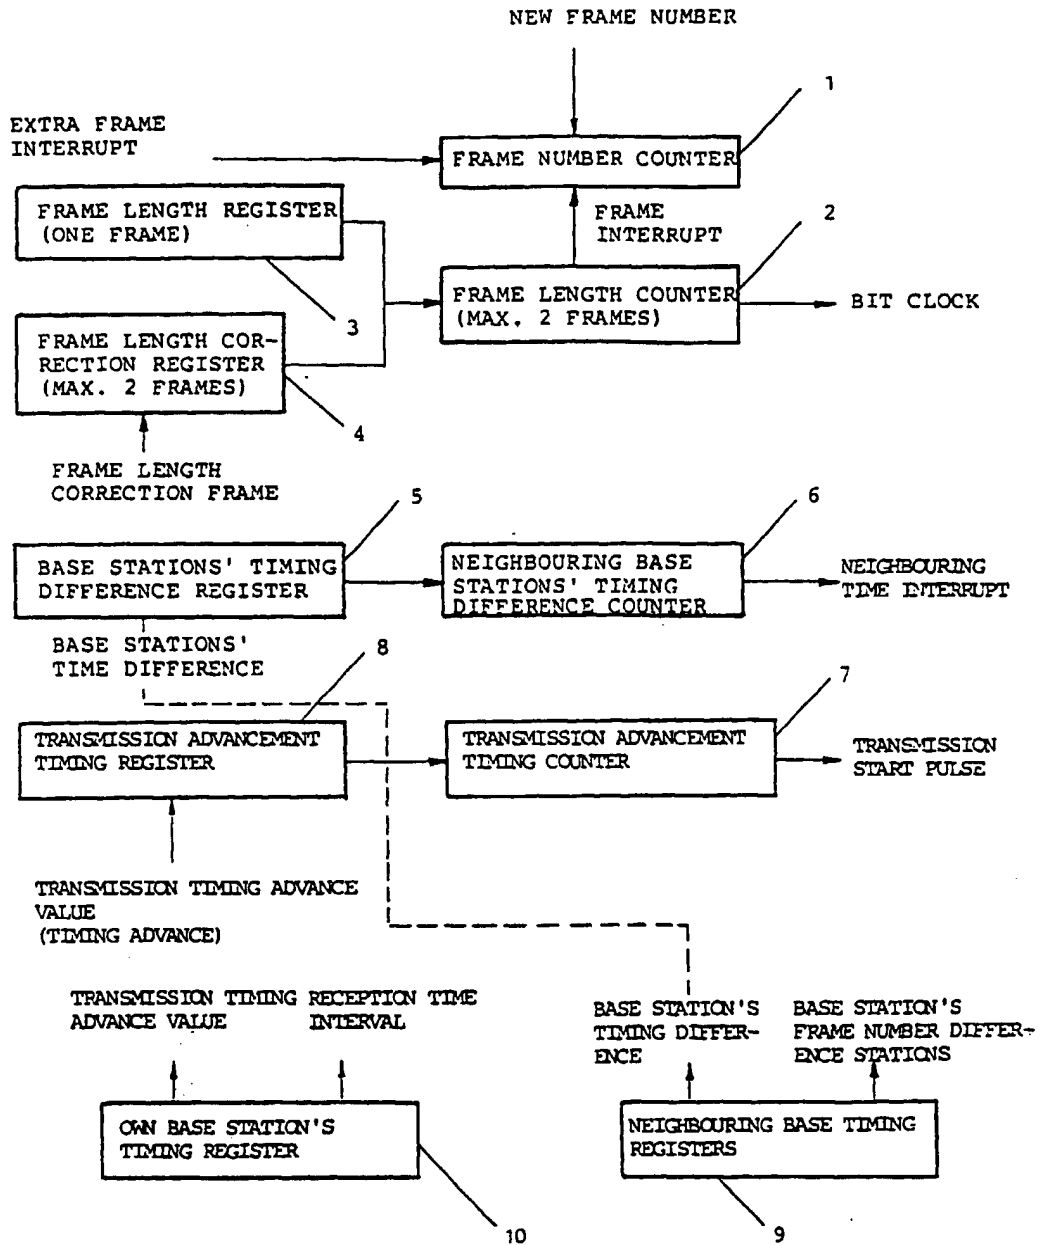 NEW FRAME NUMBER
1
EXTRA FRAME
INTERRUPT
FRAME NUMBER COUNTER
FRAME LENGTH REGISTER
(ONE FRAME)
FRAME
INTERRUPT
2
3
FRAME LENGTH COUNTER
(MAX. 2 FRAMES)
BIT CLOCK
FRAME LENGTH COR-
RECTION REGISTER
(MAX. 2 FRAMES)
4
FRAME LENGTH
CORRECTION FRAME
5
6
BASE STATIONS' TIMING
DIFFERENCE REGISTER
NEIGHBOURING BASE
STATIONS' TIMING
DIFFERENCE COUNTER
NEIGHBOURING
TIME INTERRUPT
BASE STATIONS'
TIME DIFFERENCE
8
7
TRANSMISSION ADVANCEMENT
TIMING REGISTER
TRANSMISSION ADVANCEMENT
TIMING COUNTER
TRANSMISSION
START PULSE
TRANSMISSION TIMING ADVANCE
VALUE
(TIMING ADVANCE)
TRANSMISSION TIMING
ADVANCE VALUE
RECEPTION TIME
INTERVAL
BASE STATION'S
TIMING DIFFER-
ENCE
BASE STATION'S
FRAME NUMBER DIFFER-
ENCE STATIONS
OWN BASE STATION'S
TIMING REGISTER
NEIGHBOURING BASE TIMING
REGISTERS
10
9